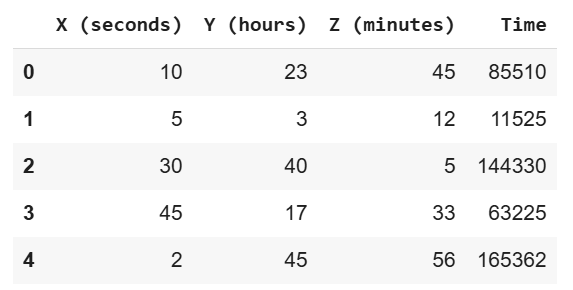 X (seconds) Y (hours) Z (minutes) Time
0 10 23 45 85510
1 5 3 12 11525
2 30 40 5 144330
3 45 17 33 63225
4 2 45 56 165362